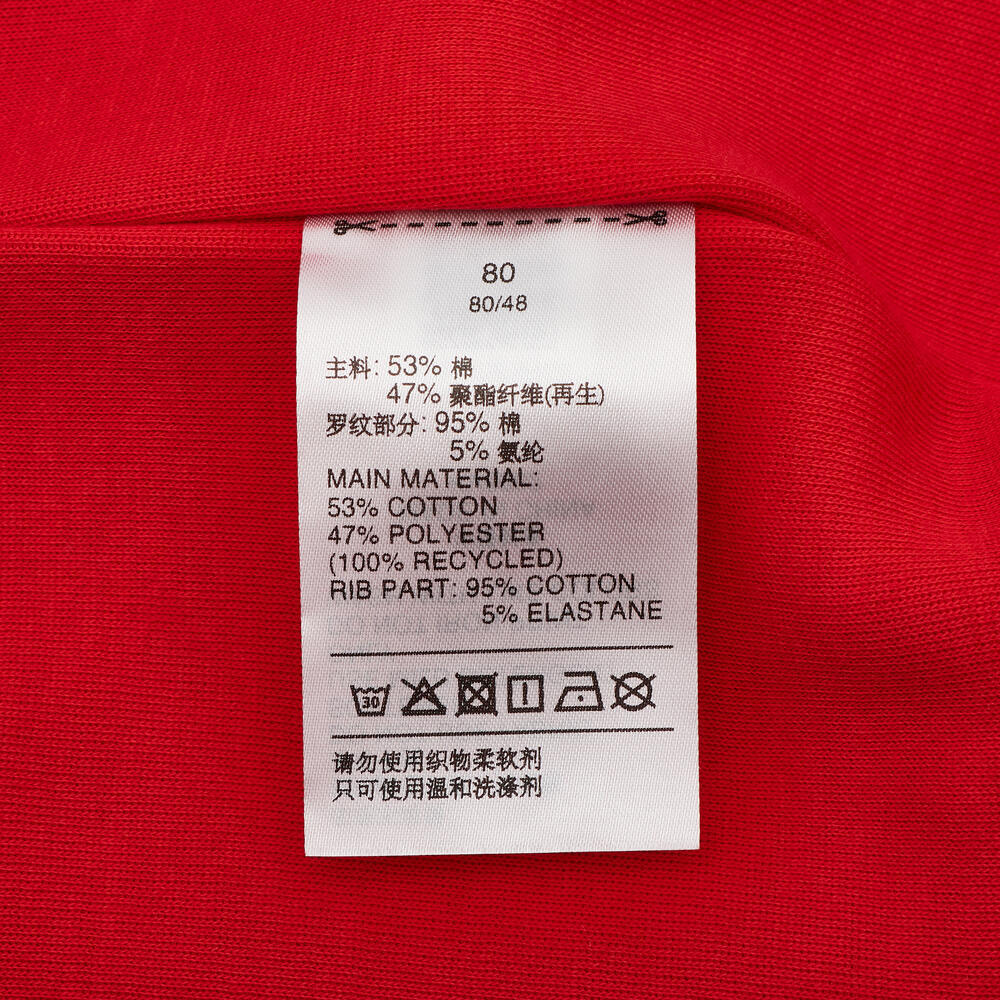 80
80/48
主料: 53% 棉
47% 聚酯纤维(再生)
罗纹部分: 95% 棉
5% 氨纶
MAIN MATERIAL:
53% COTTON
47% POLYESTER
(100% RECYCLED)
RIB PART: 95% COTTON
5% ELASTANE
30
请勿使用织物柔软剂
只可使用温和洗涤剂